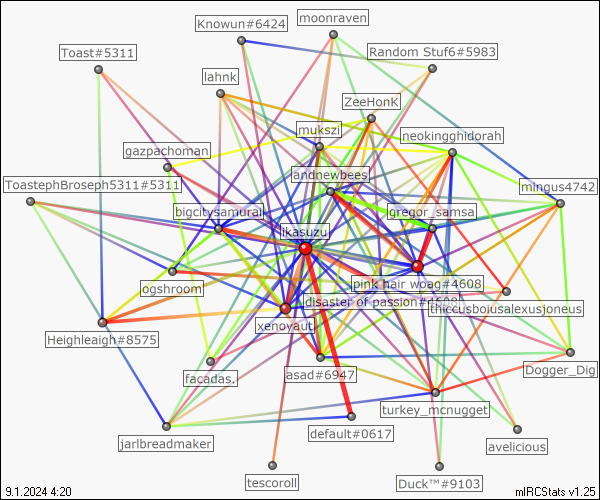 Knowun#6424
moonraven
Toast#5311
Random Stuf6#5983
lahnk
ZeeHonk
mukszi
neokingghidorah
gazpachoman
andnewbees
ToastephBroseph5311#5311
mingus4742
bigcitysamurai
gregor_samsa
ikasuzu
ogshroom
pink hair woag#4608
disaster of passion#4608
thiccusboiusalexusjoneus
xenoyaut
Heighleigh#8575
facadas.
asad#6947
Dogger_Dig
turkey_mcnugget
jarlbreadmaker
default#0617
avelicious
tescoroll
Duck™#9103
9.1.2024 4:20
mIRCStats v1.25